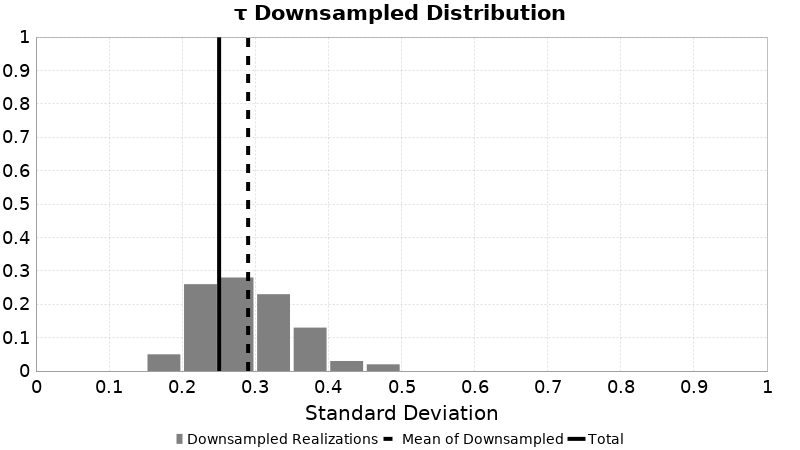 τ Downsampled Distribution
1
0.9
0.8
0.7
0.6
0.5
0.4
0.3
0.2
0.1
0
0 0.1 0.2 0.3 0.4 0.5 0.6 0.7 0.8 0.9 1
Standard Deviation
Downsampled Realizations Mean of Downsampled Total